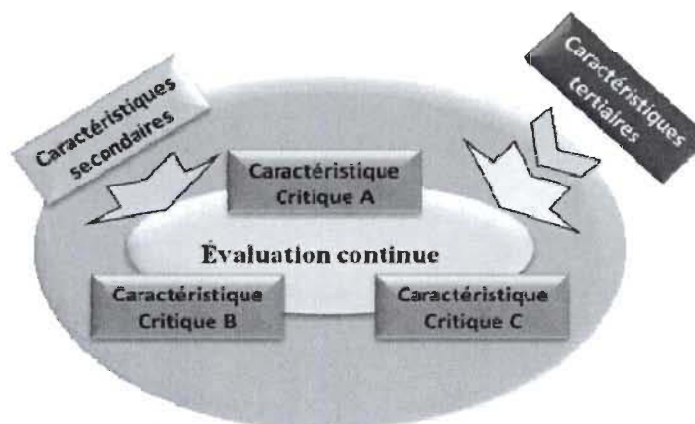 Caractéristiques
secondaires
Caractéristiques
tertiaires
Caractéristique
Critique A
Évaluation continue
Caractéristique
Critique B
Caractéristique
Critique C